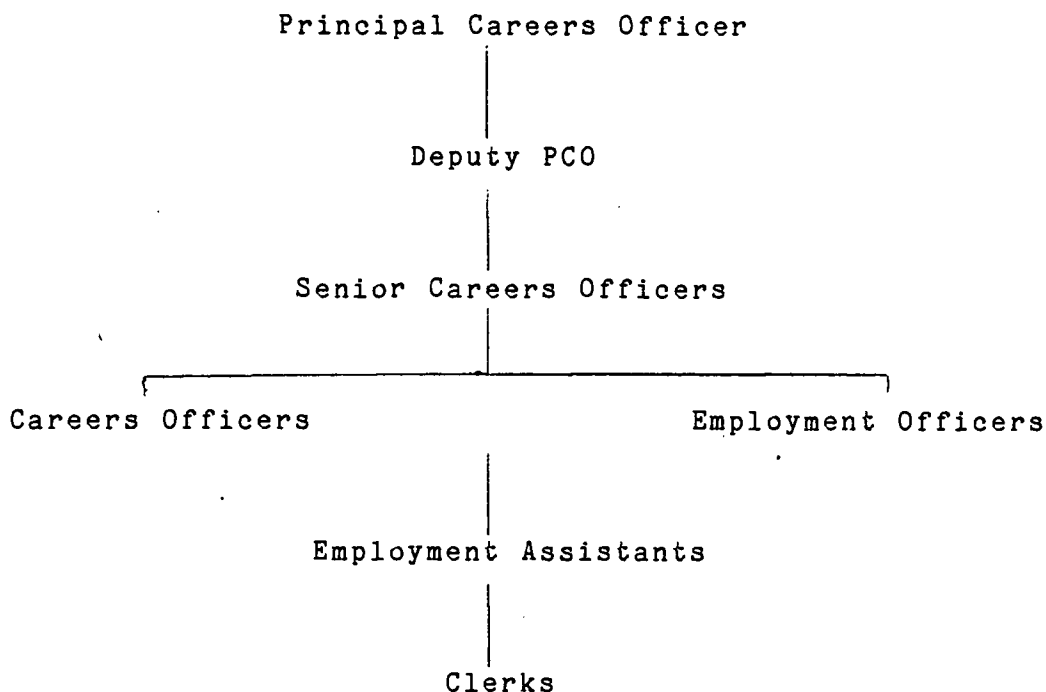 Principal Careers Officer
Deputy PCO
Senior Careers Officers
Careers Officers
Employment Officers
Employment Assistants
Clerks